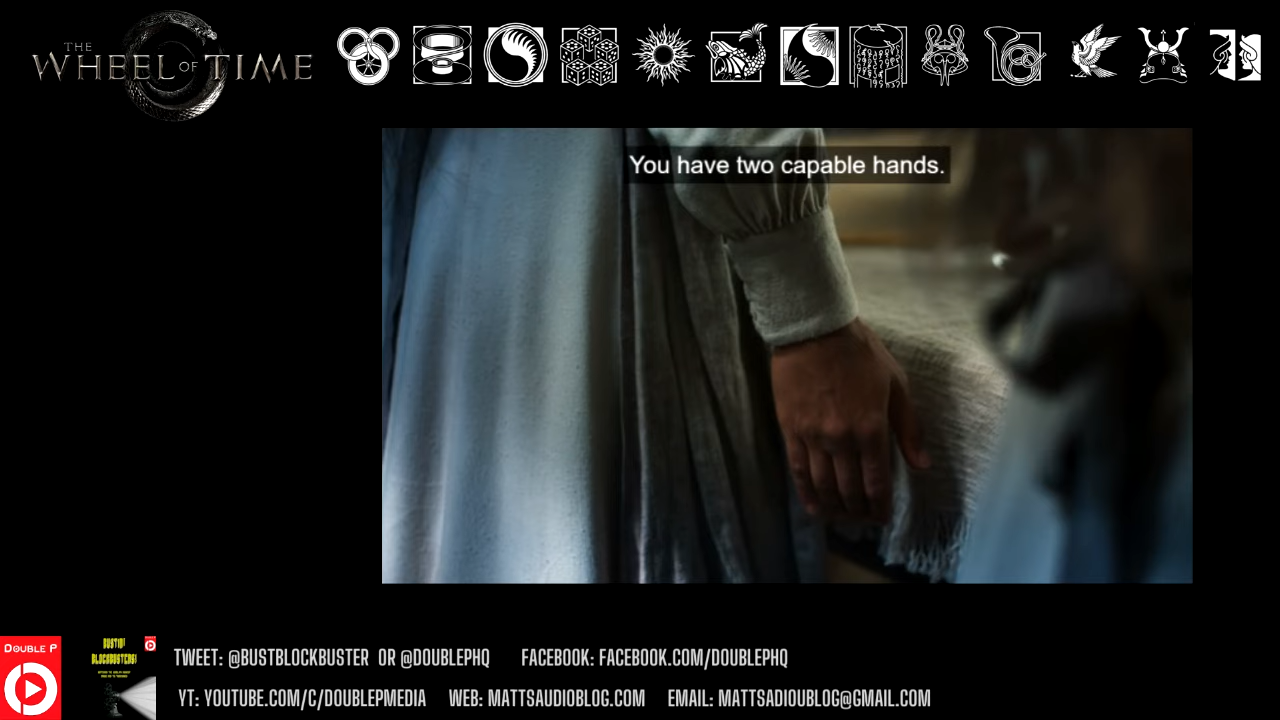 THE
WHEEL OF TIME
You have two capable hands.
DOUBLE P
BUSTIN'
BLOCKBUSTERS!
TWEET: @BUSTBLOCKBUSTER OR @DOUBLEPHQ FACEBOOK: FACEBOOK.COM/DOUBLEPHQ
YT: YOUTUBE.COM/C/DOUBLEPMEDIA WEB: MATTSAUDIOBLOG.COM EMAIL: MATTSADIOUBLOG@GMAIL.COM